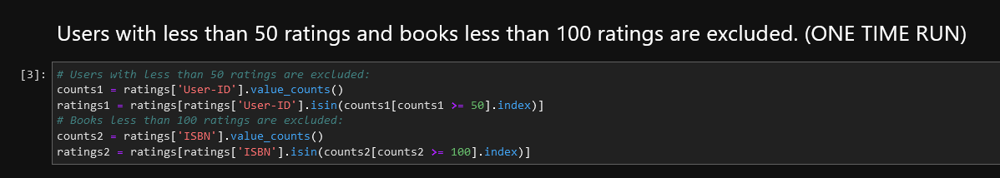 Users with less than 50 ratings and books less than 100 ratings are excluded. (ONE TIME RUN)
[3]: # Users with less than 50 ratings are excluded:
counts1 = ratings['User-ID'].value_counts()
ratings1 = ratings[ratings['User-ID'].isin(counts1[counts1 >= 50].index)]
# Books less than 100 ratings are excluded:
counts2 = ratings['ISBN'].value_counts()
ratings2 = ratings[ratings['ISBN'].isin(counts2[counts2 >= 100].index)]